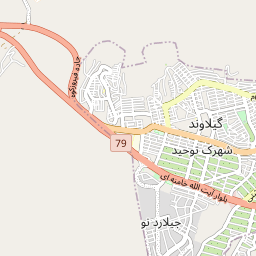 جاده فیروزکوه
گیلاوند
79
شهرک توحید
بلوار آیت الله خامنه ای
جیلارد نو